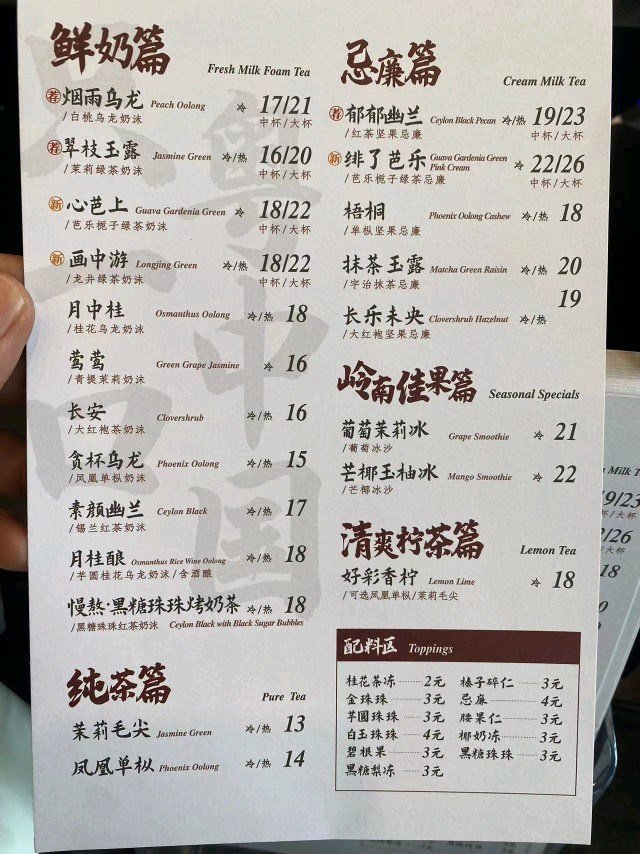 鲜奶篇 Fresh Milk Foam Tea
荐 烟雨乌龙 Peach Oolong 冷 17/21
/白桃乌龙奶沫 中杯/大杯
荐 翠枝玉露 Jasmine Green 冷/热 16/20
/茉莉绿茶奶沫 中杯/大杯
新 心芭上 Guava Gardenia Green 冷 18/22
/芭乐栀子绿茶奶沫 中杯/大杯
新 画中游 Longjing Green 冷/热 18/22
/龙井绿茶奶沫 中杯/大杯
月中桂 Osmanthus Oolong 冷/热 18
/桂花乌龙奶沫
莺莺 Green Grape Jasmine 冷 16
/青提茉莉奶沫
长安 Clovershrub 冷/热 16
/大红袍茶奶沫
贪杯乌龙 Phoenix Oolong 冷/热 15
/凤凰单枞奶沫
素颜幽兰 Ceylon Black 冷/热 17
/锡兰红茶奶沫
月桂酿 Osmanthus Rice Wine Oolong 冷/热 18
/芋圆桂花乌龙奶沫/含酒酿
慢熬·黑糖珠珠烤奶茶 冷/热 18
/黑糖珠珠红茶奶沫 Ceylon Black with Black Sugar Bubbles
纯茶篇 Pure Tea
茉莉毛尖 Jasmine Green 冷/热 13
凤凰单枞 Phoenix Oolong 冷/热 14
忌廉篇 Cream Milk Tea
荐 郁郁幽兰 Ceylon Black Pecan 冷/热 19/23
/红茶坚果忌廉 中杯/大杯
新 绯了芭乐 Guava Gardenia Green Pink Cream 冷 22/26
/芭乐栀子绿茶忌廉 中杯/大杯
梧桐 Phoenix Oolong Cashew 冷/热 18
/单枞坚果忌廉
抹茶玉露 Matcha Green Raisin 冷/热 20
/宇治抹茶忌廉
长乐未央 Clovershrub Hazelnut 冷/热 19
/大红袍坚果忌廉
岭南佳果篇 Seasonal Specials
葡萄茉莉冰 Grape Smoothie 冷 21
/葡萄冰沙
芒椰玉柚冰 Mango Smoothie 冷 22
/芒椰冰沙
清爽柠茶篇 Lemon Tea
好彩香柠 Lemon Lime 冷 18
/可选凤凰单枞/茉莉毛尖
配料区 Toppings
桂花茶冻 2元 榛子碎仁 3元
金珠珠 3元 忌廉 4元
芋圆珠珠 3元 腰果仁 3元
白玉珠珠 4元 椰奶冻 3元
碧根果 3元 黑糖珠珠 3元
黑糖梨冻 3元